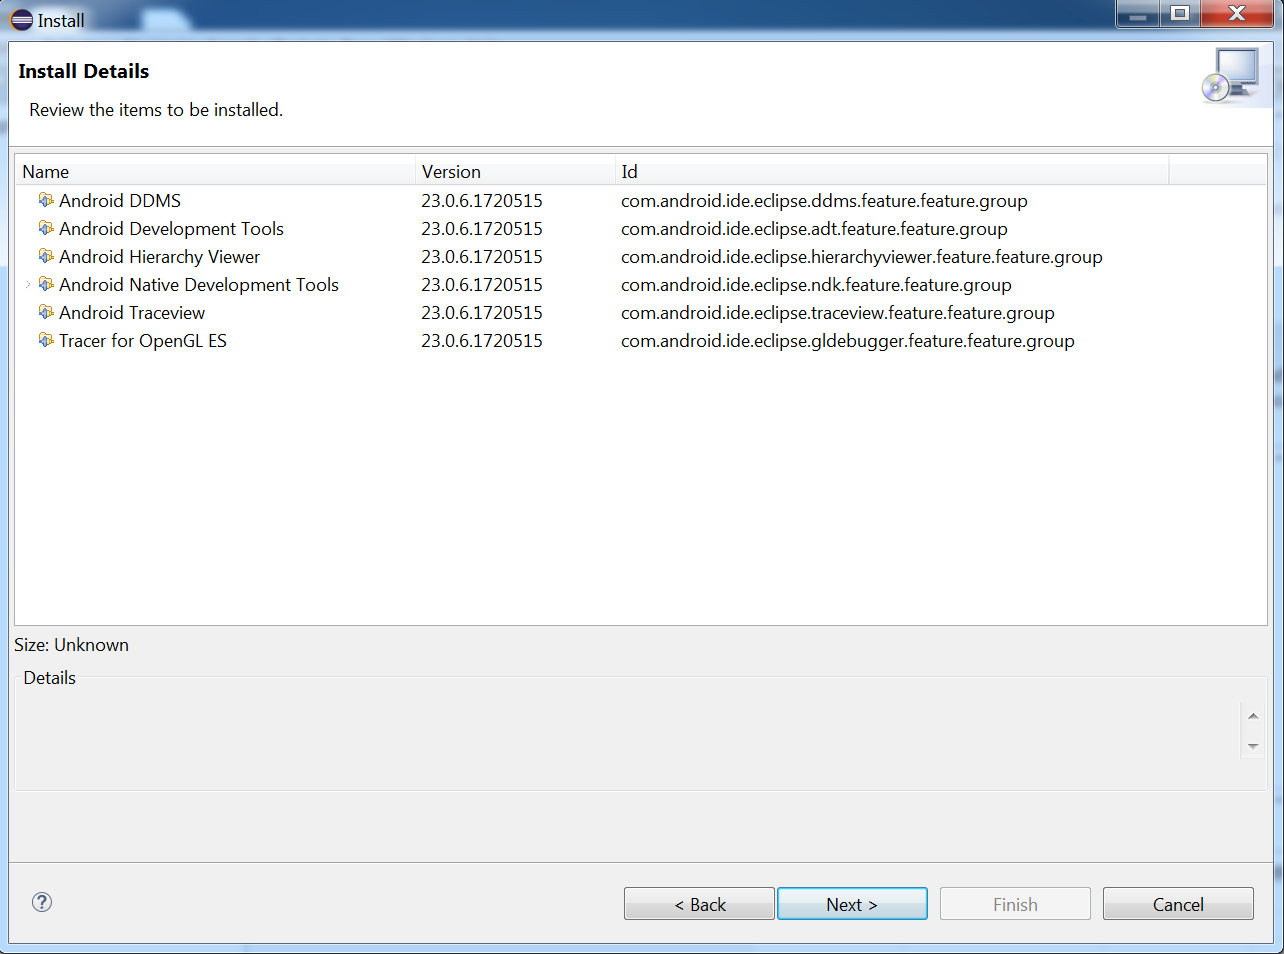 Install
Install Details
Review the items to be installed.
Name Version Id
Android DDMS 23.0.6.1720515 com.android.ide.eclipse.ddms.feature.feature.group
Android Development Tools 23.0.6.1720515 com.android.ide.eclipse.adt.feature.feature.group
Android Hierarchy Viewer 23.0.6.1720515 com.android.ide.eclipse.hierarchyviewer.feature.feature.group
Android Native Development Tools 23.0.6.1720515 com.android.ide.eclipse.ndk.feature.feature.group
Android Traceview 23.0.6.1720515 com.android.ide.eclipse.traceview.feature.feature.group
Tracer for OpenGL ES 23.0.6.1720515 com.android.ide.eclipse.gldebugger.feature.feature.group
Size: Unknown
Details
? < Back Next > Finish Cancel